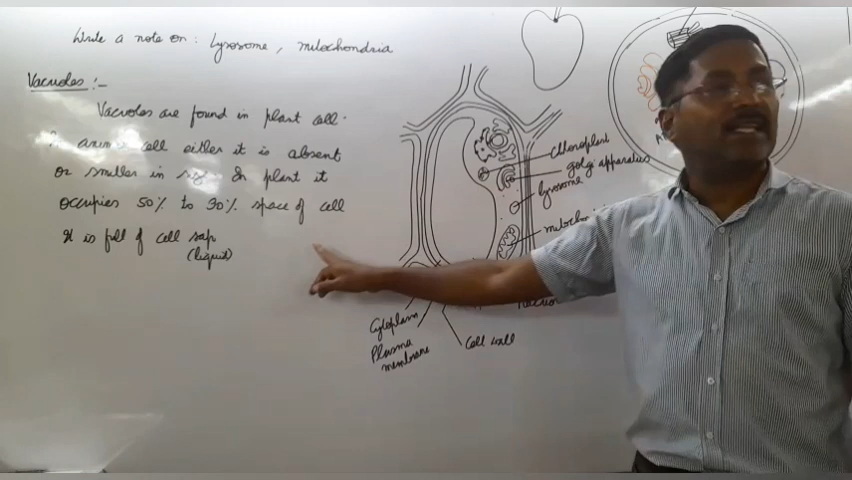 Write a note on : Lysosome, mitochondria
Vacuoles :-
Vacuoles are found in plant cell.
cell either it is absent
or smaller in size In plant it
occupies 50% to 90% space of cell
It is full of cell sap
(liquid)
chloroplast
golgi apparatus
lysosome
Cytoplasm
Plasma
membrane
Cell wall